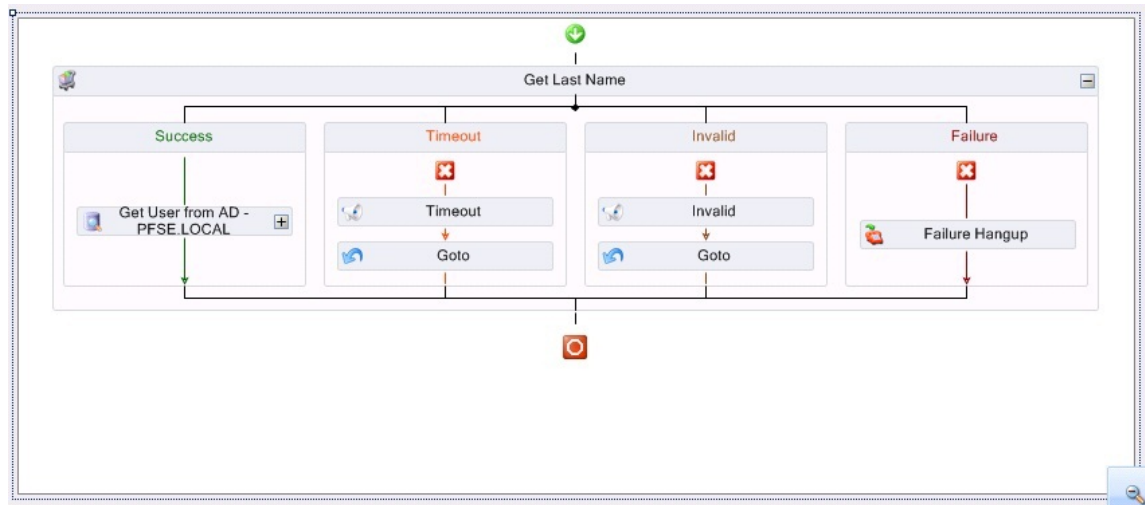 Get Last Name
Success
Timeout
Invalid
Failure
Get User from AD -
PFSE.LOCAL
Timeout
Invalid
Failure Hangup
Goto
Goto